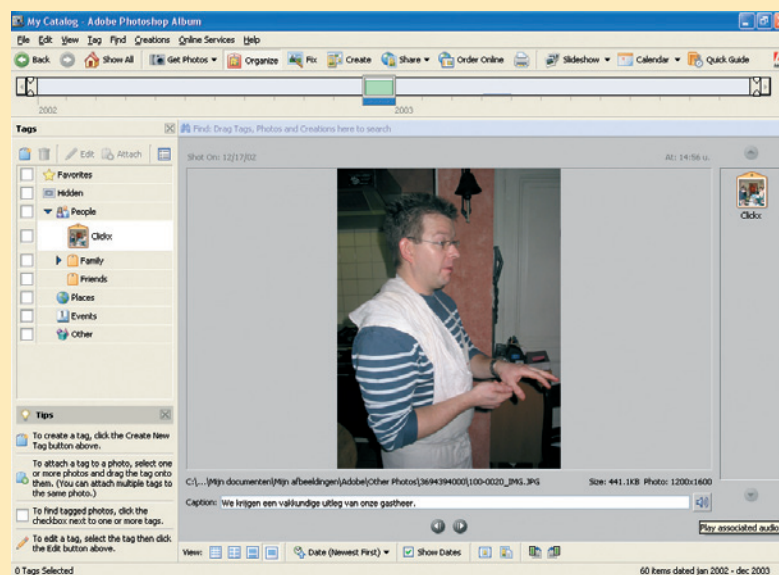 My Catalog - Adobe Photoshop Album
File Edit View Tag Find Creations Online Services Help
Back Show All Get Photos Organize Fix Create Share Order Online Slideshow Calendar Quick Guide
2002 2003
Tags
Find: Drag Tags, Photos and Creations here to search
Edit Attach
Shot On: 12/17/02 At: 14:56 u.
Favorites
Hidden
People
Clickx
Family
Friends
Places
Events
Other
Clickx
Tips
To create a tag, click the Create New
Tag button above.
To attach a tag to a photo, select one
or more photos and drag the tag onto
them. (You can attach multiple tags to
the same photo.)
To find tagged photos, click the
checkbox next to one or more tags.
To edit a tag, select the tag then click
the Edit button above.
C:\...\Mijn documenten\Mijn afbeeldingen\Adobe\Other Photos\3694394000\100-0020_IMG.JPG Size: 441.1KB Photo: 1200x1600
Caption: We krijgen een vakkundige uitleg van onze gastheer.
Play associated audio
View: Date (Newest First) Show Dates
0 Tags Selected 60 items dated jan 2002 - dec 2003